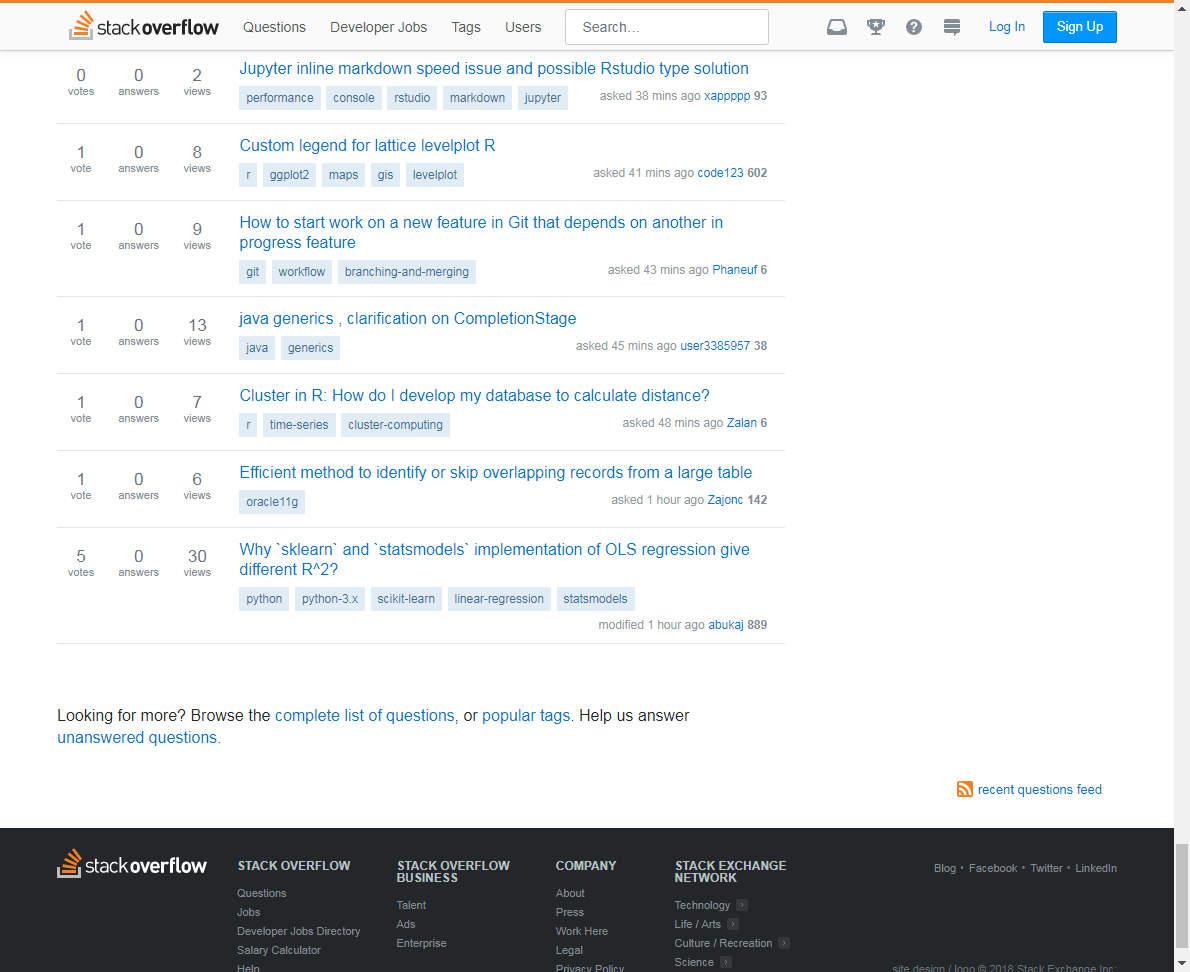 stackoverflow Questions Developer Jobs Tags Users Search... Log In Sign Up
0 votes 0 answers 2 views
Jupyter inline markdown speed issue and possible Rstudio type solution
performance console rstudio markdown jupyter asked 38 mins ago xappppp 93
1 vote 0 answers 8 views
Custom legend for lattice levelplot R
r ggplot2 maps gis levelplot asked 41 mins ago code123 602
1 vote 0 answers 9 views
How to start work on a new feature in Git that depends on another in
progress feature
git workflow branching-and-merging asked 43 mins ago Phaneuf 6
1 vote 0 answers 13 views
java generics , clarification on CompletionStage
java generics asked 45 mins ago user3385957 38
1 vote 0 answers 7 views
Cluster in R: How do I develop my database to calculate distance?
r time-series cluster-computing asked 48 mins ago Zalan 6
1 vote 0 answers 6 views
Efficient method to identify or skip overlapping records from a large table
oracle11g asked 1 hour ago Zajonc 142
5 votes 0 answers 30 views
Why `sklearn` and `statsmodels` implementation of OLS regression give
different R^2?
python python-3.x scikit-learn linear-regression statsmodels
modified 1 hour ago abukaj 889
Looking for more? Browse the complete list of questions, or popular tags. Help us answer
unanswered questions.
recent questions feed
stackoverflow
STACK OVERFLOW
Questions
Jobs
Developer Jobs Directory
Salary Calculator
Help
STACK OVERFLOW
BUSINESS
Talent
Ads
Enterprise
COMPANY
About
Press
Work Here
Legal
Privacy Policy
STACK EXCHANGE
NETWORK
Technology
Life / Arts
Culture / Recreation
Science
Blog • Facebook • Twitter • LinkedIn
site design / logo © 2018 Stack Exchange Inc;